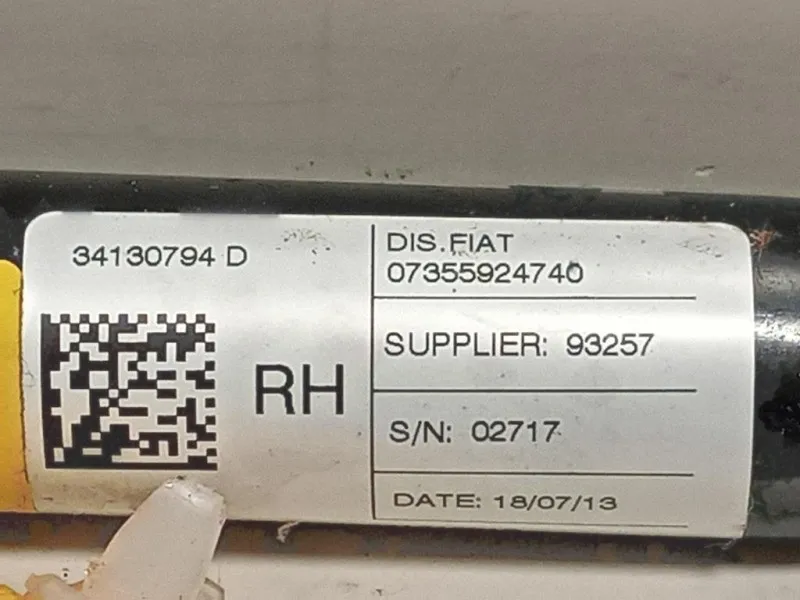 34130794 D
RH
DIS.FIAT
07355924740
SUPPLIER: 93257
S/N: 02717
DATE: 18/07/13